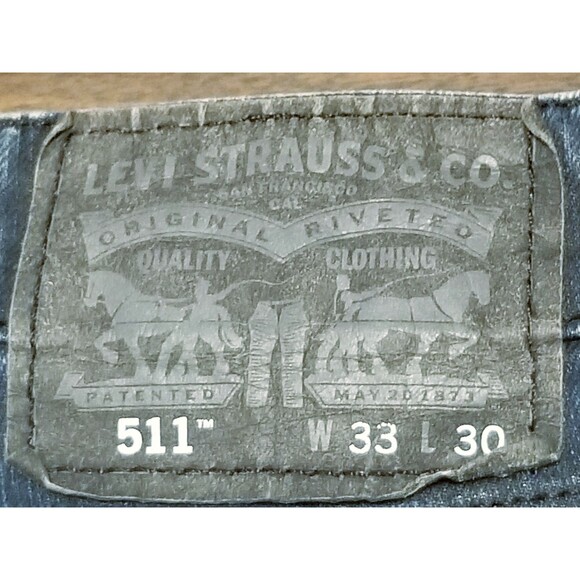 LEVI STRAUSS & CO.
SAN FRANCISCO
CAL
ORIGINAL RIVETED
QUALITY CLOTHING
PATENTED MAY 20 1873
511™ W 33 L 30